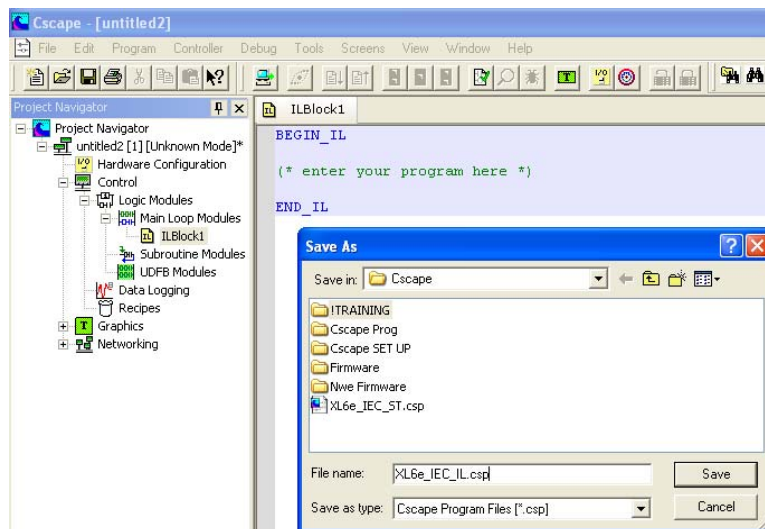 Cscape - [untitled2]
File Edit Program Controller Debug Tools Screens View Window Help
Project Navigator
ILBlock1
Project Navigator
untitled2 [1] [Unknown Mode]*
Hardware Configuration
Control
Logic Modules
Main Loop Modules
ILBlock1
Subroutine Modules
UDFB Modules
Data Logging
Recipes
Graphics
Networking
BEGIN_IL
(* enter your program here *)
END_IL
Save As
Save in: Cscape
!TRAINING
Cscape Prog
Cscape SET UP
Firmware
Nwe Firmware
XL6e_IEC_ST.csp
File name: XL6e_IEC_IL.csp Save
Save as type: Cscape Program Files [*.csp] Cancel